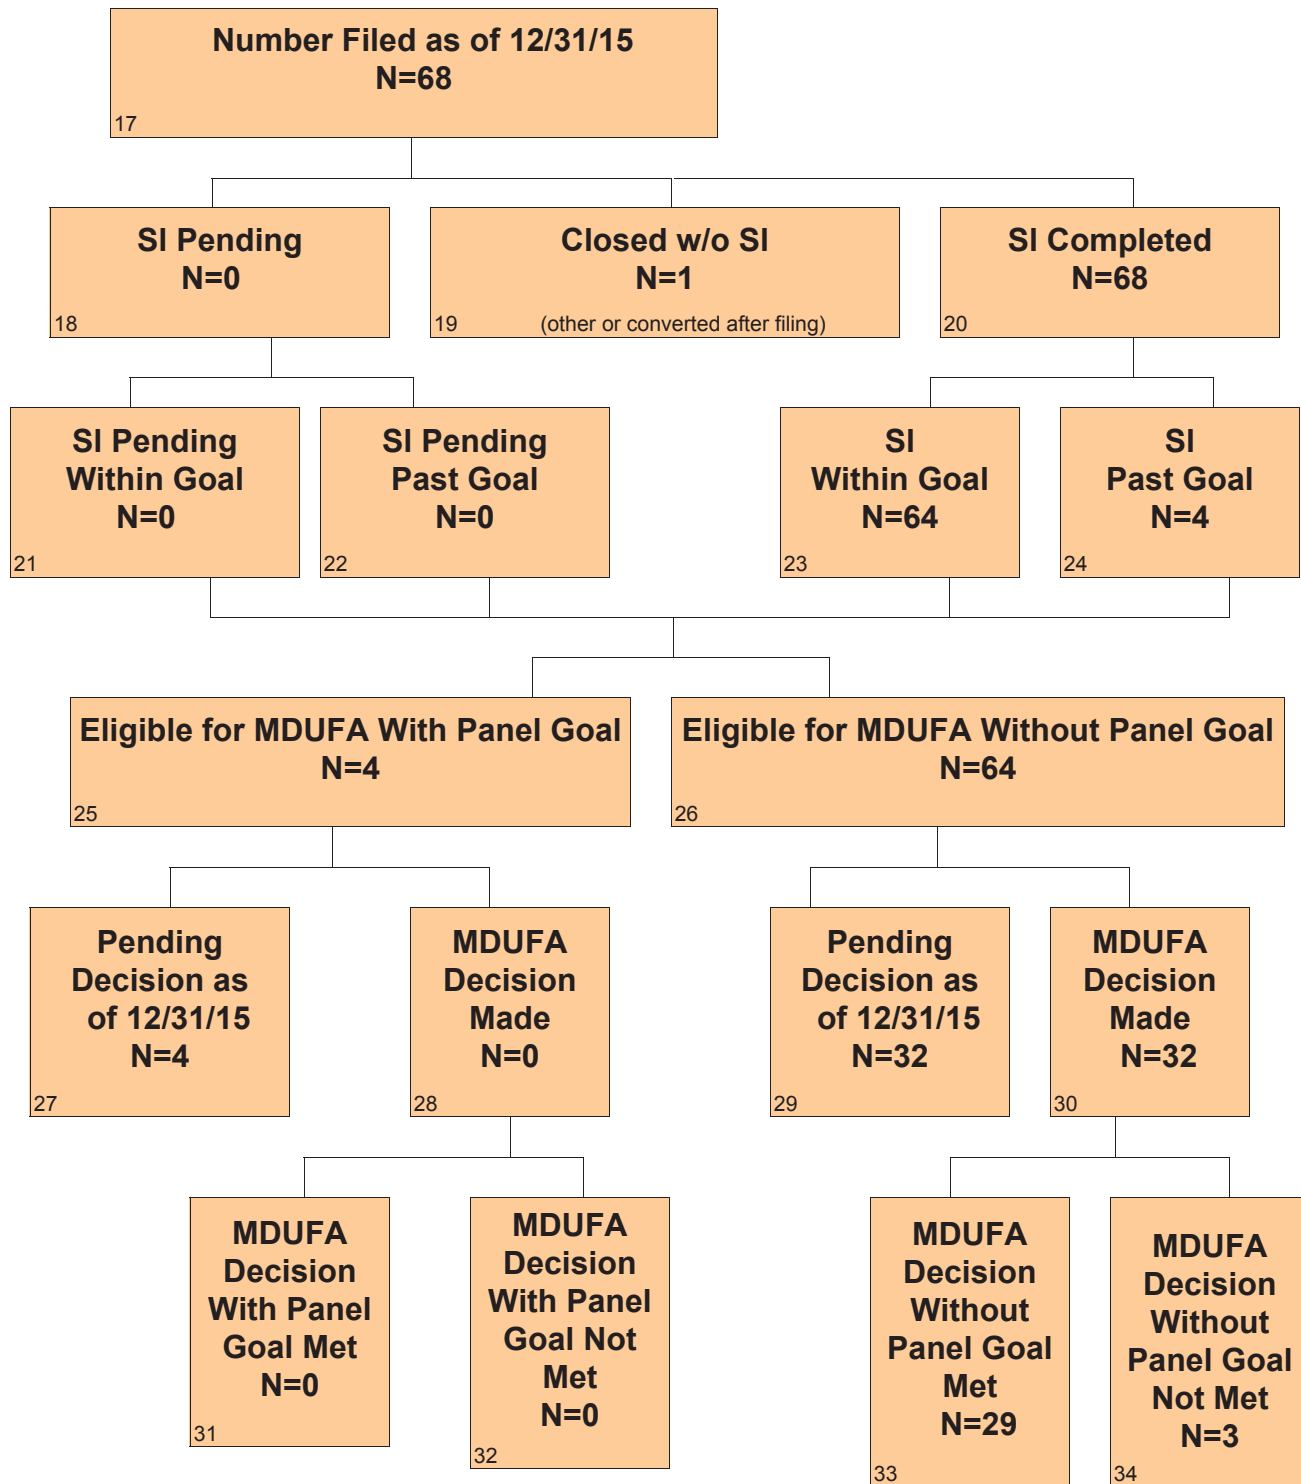 Number Filed as of 12/31/15
N=68
17
SI Pending
N=0
18
Closed w/o SI
N=1
19 (other or converted after filing)
SI Completed
N=68
20
SI Pending
Within Goal
N=0
21
SI Pending
Past Goal
N=0
22
SI
Within Goal
N=64
23
SI
Past Goal
N=4
24
Eligible for MDUFA With Panel Goal
N=4
25
Eligible for MDUFA Without Panel Goal
N=64
26
Pending
Decision as
of 12/31/15
N=4
27
MDUFA
Decision
Made
N=0
28
Pending
Decision as
of 12/31/15
N=32
29
MDUFA
Decision
Made
N=32
30
MDUFA
Decision
With Panel
Goal Met
N=0
31
MDUFA
Decision
With Panel
Goal Not
Met
N=0
32
MDUFA
Decision
Without
Panel Goal
Met
N=29
33
MDUFA
Decision
Without
Panel Goal
Not Met
N=3
34